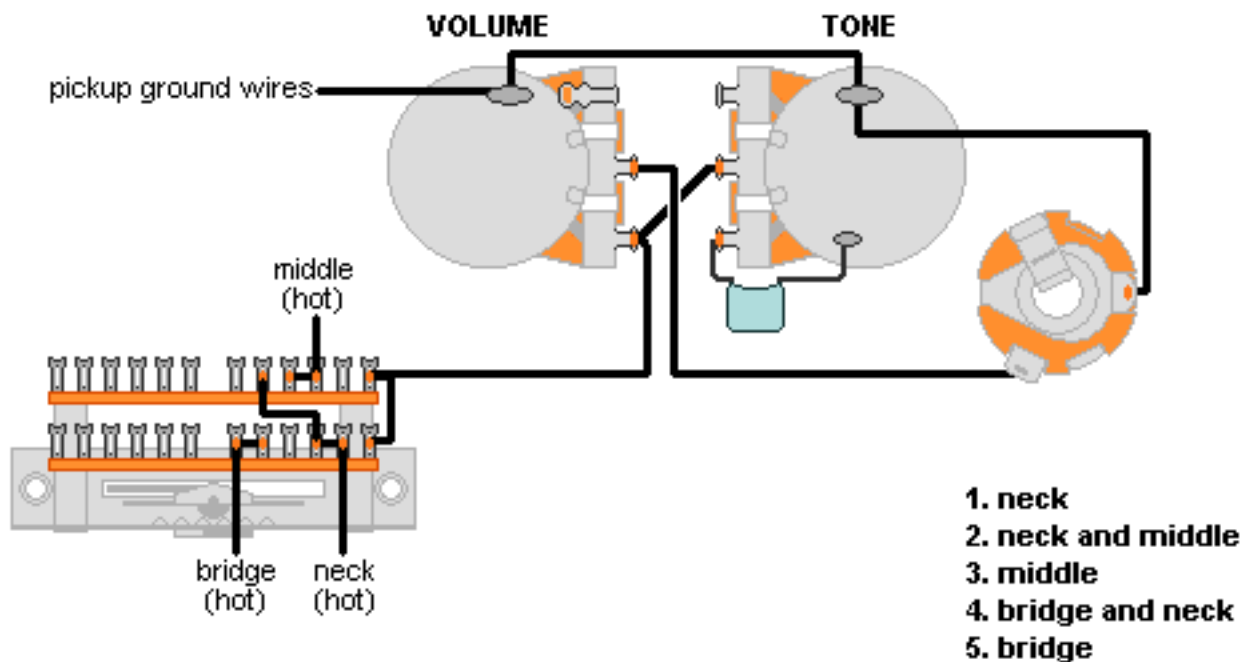 VOLUME
TONE
pickup ground wires
middle
(hot)
bridge
(hot)
neck
(hot)
1. neck
2. neck and middle
3. middle
4. bridge and neck
5. bridge